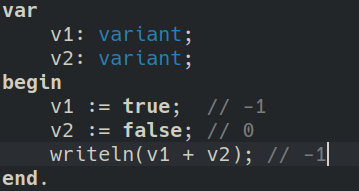 var
    v1: variant;
    v2: variant;
begin
    v1 := true;  // -1
    v2 := false; // 0
    writeln(v1 + v2); // -1
end.